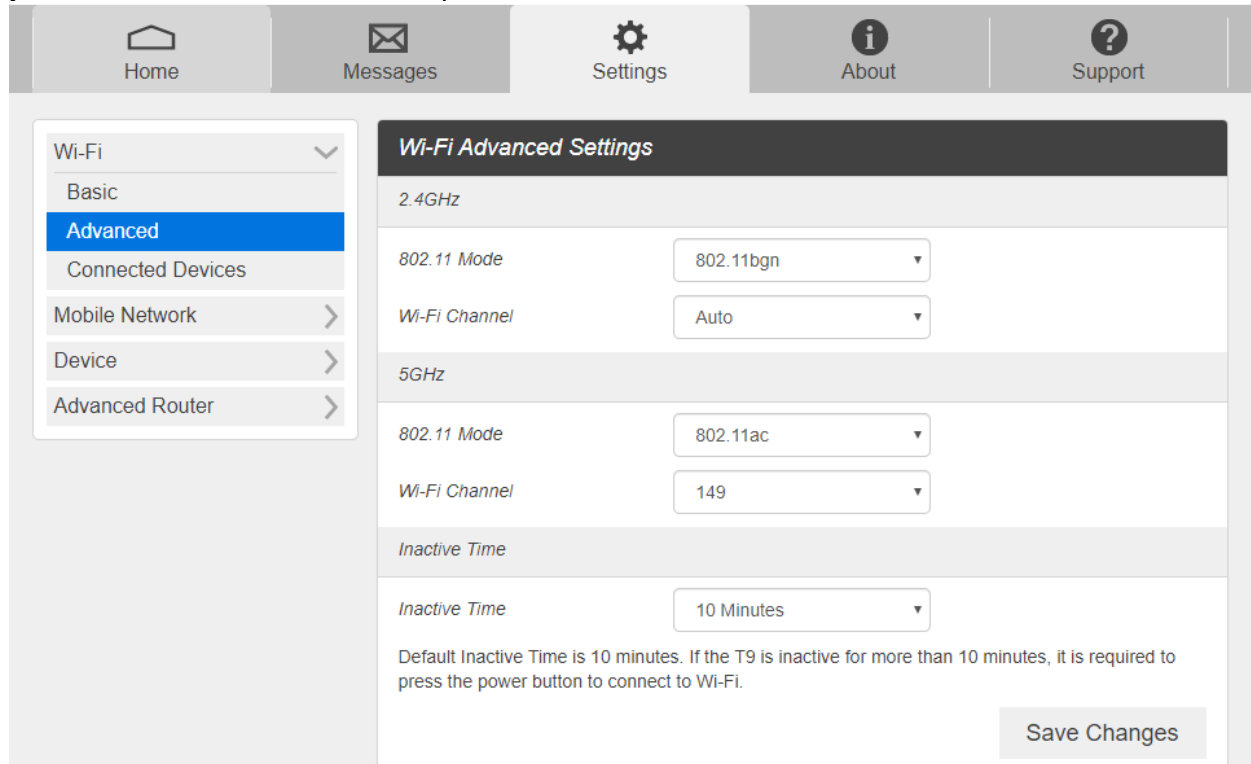 Home
Messages
Settings
About
Support
Wi-Fi
Basic
Advanced
Connected Devices
Mobile Network
Device
Advanced Router
Wi-Fi Advanced Settings
2.4GHz
802.11 Mode
802.11bgn
Wi-Fi Channel
Auto
5GHz
802.11 Mode
802.11ac
Wi-Fi Channel
149
Inactive Time
Inactive Time
10 Minutes
Default Inactive Time is 10 minutes. If the T9 is inactive for more than 10 minutes, it is required to
press the power button to connect to Wi-Fi.
Save Changes